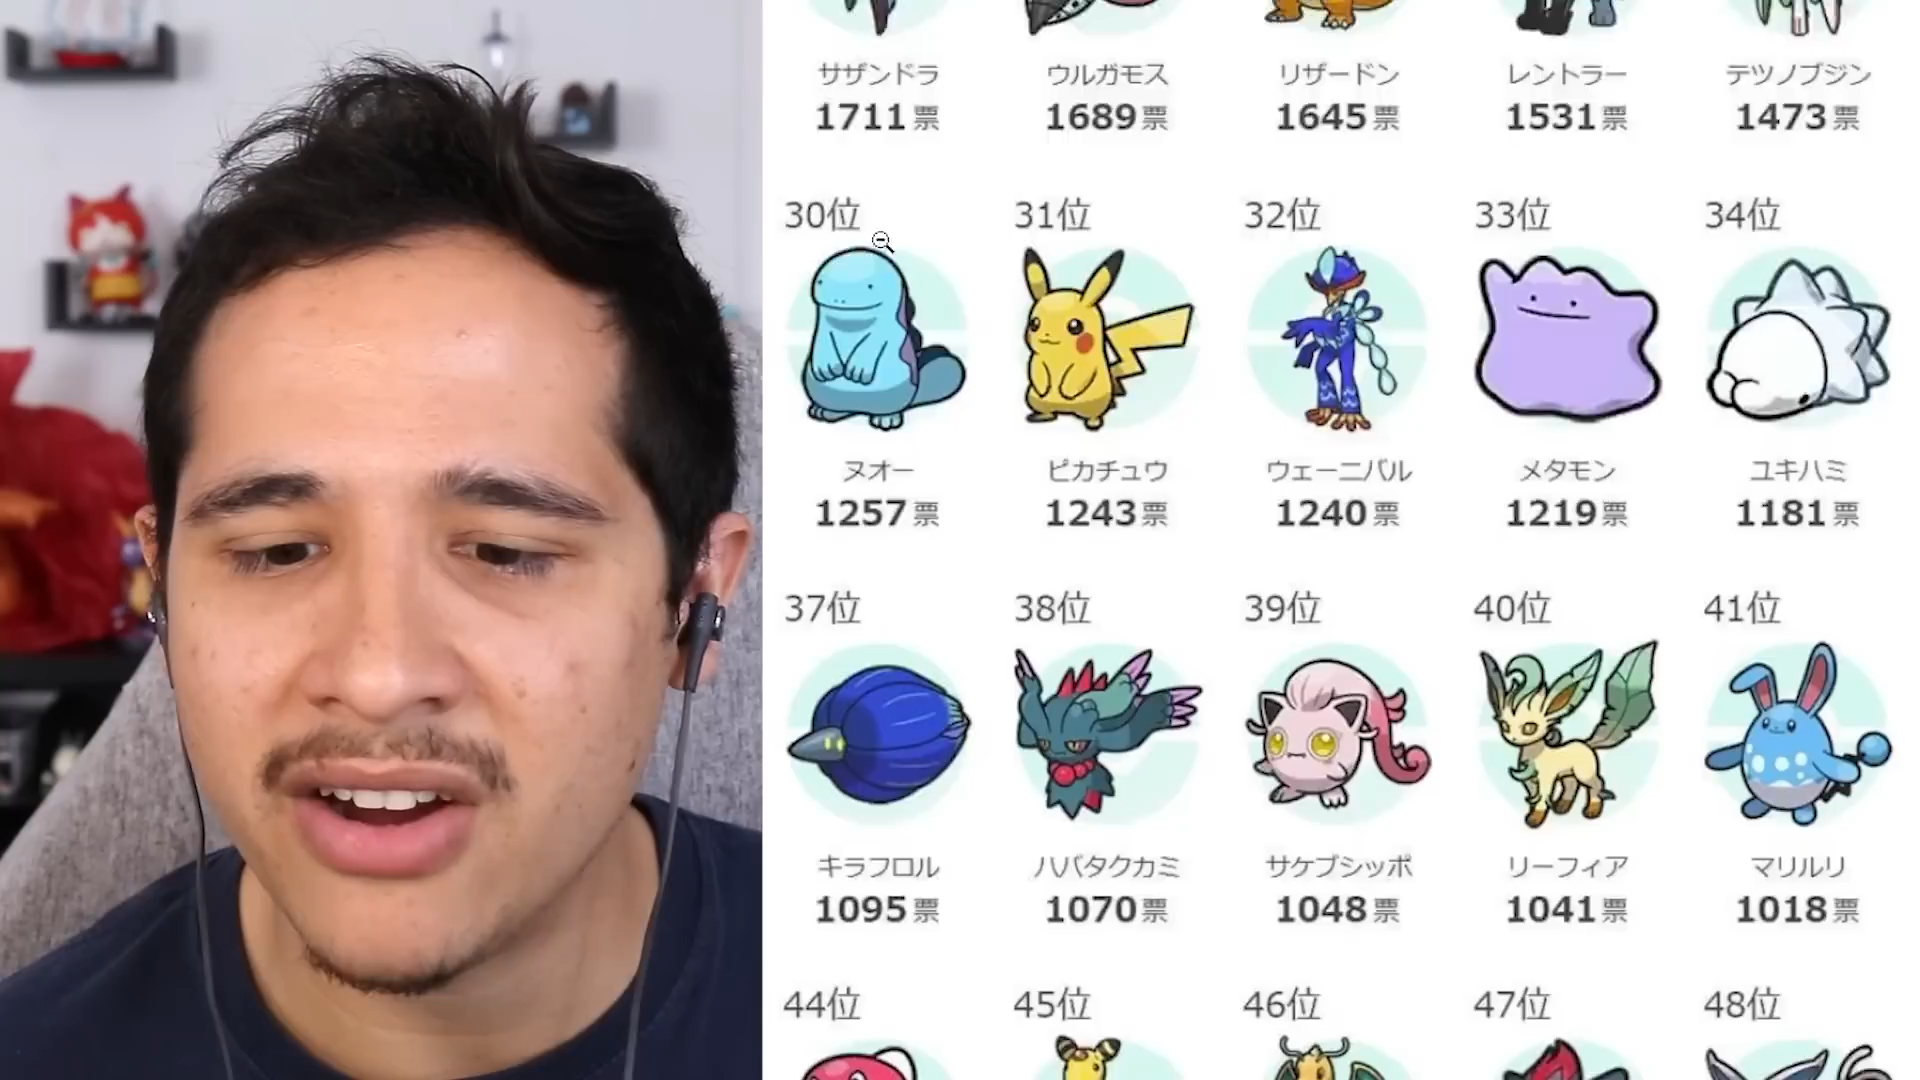 サザンドラ ウルガモス リザードン レントラー テツノブジン
1711票 1689票 1645票 1531票 1473票
30位 31位 32位 33位 34位
ヌオー ピカチュウ ウェーニバル メタモン ユキハミ
1257票 1243票 1240票 1219票 1181票
37位 38位 39位 40位 41位
キラフロル ハバタクカミ サケブシッポ リーフィア マリルリ
1095票 1070票 1048票 1041票 1018票
44位 45位 46位 47位 48位